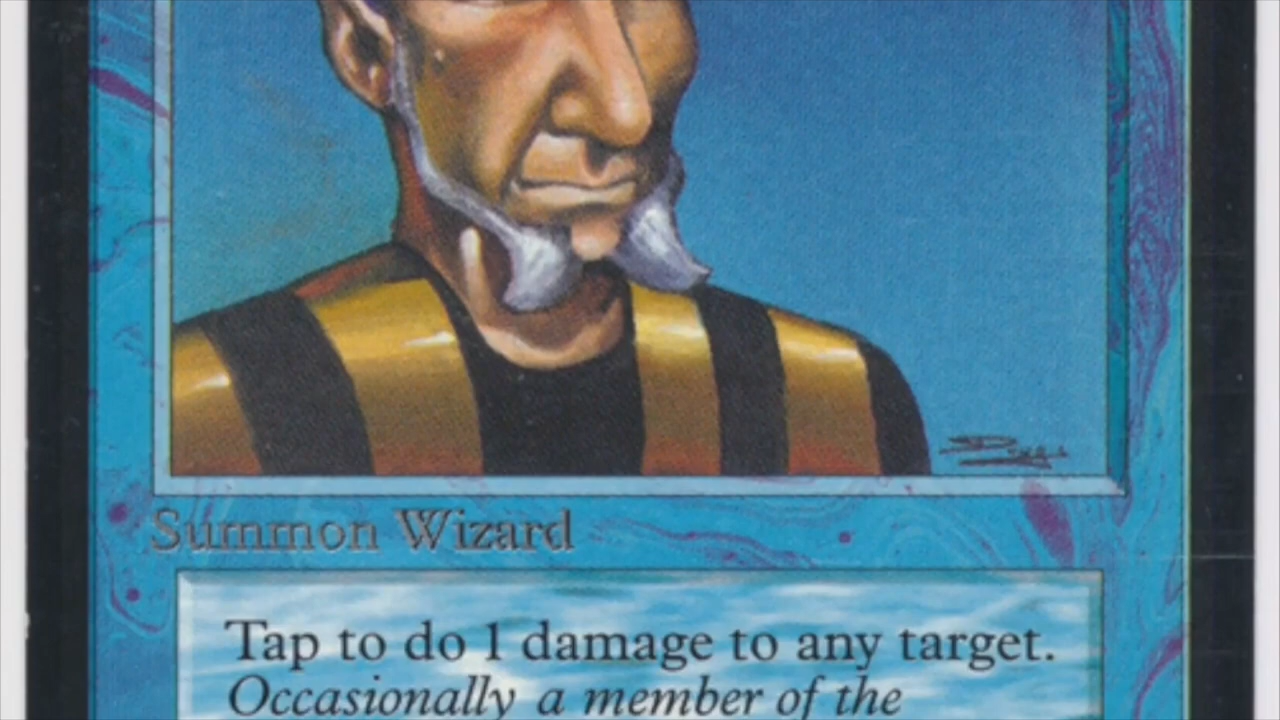 Summon Wizard
Tap to do 1 damage to any target.
Occasionally a member of the